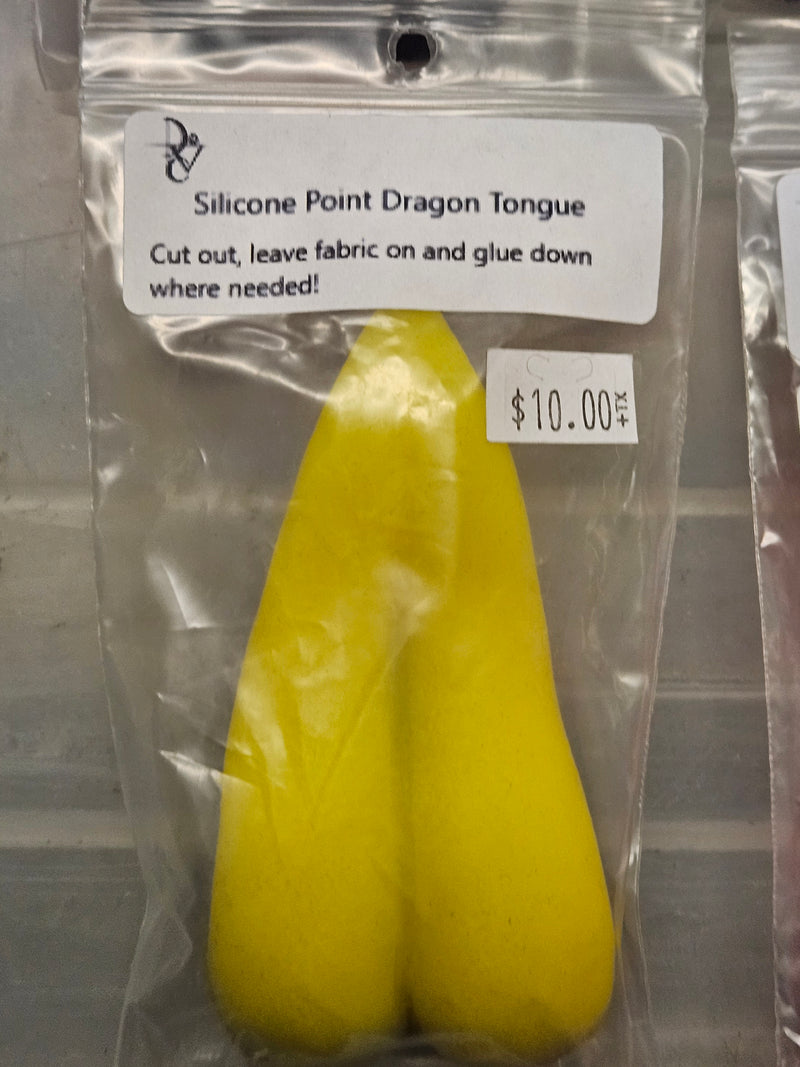 Silicone Point Dragon Tongue
Cut out, leave fabric on and glue down
where needed!
$10.00+TX